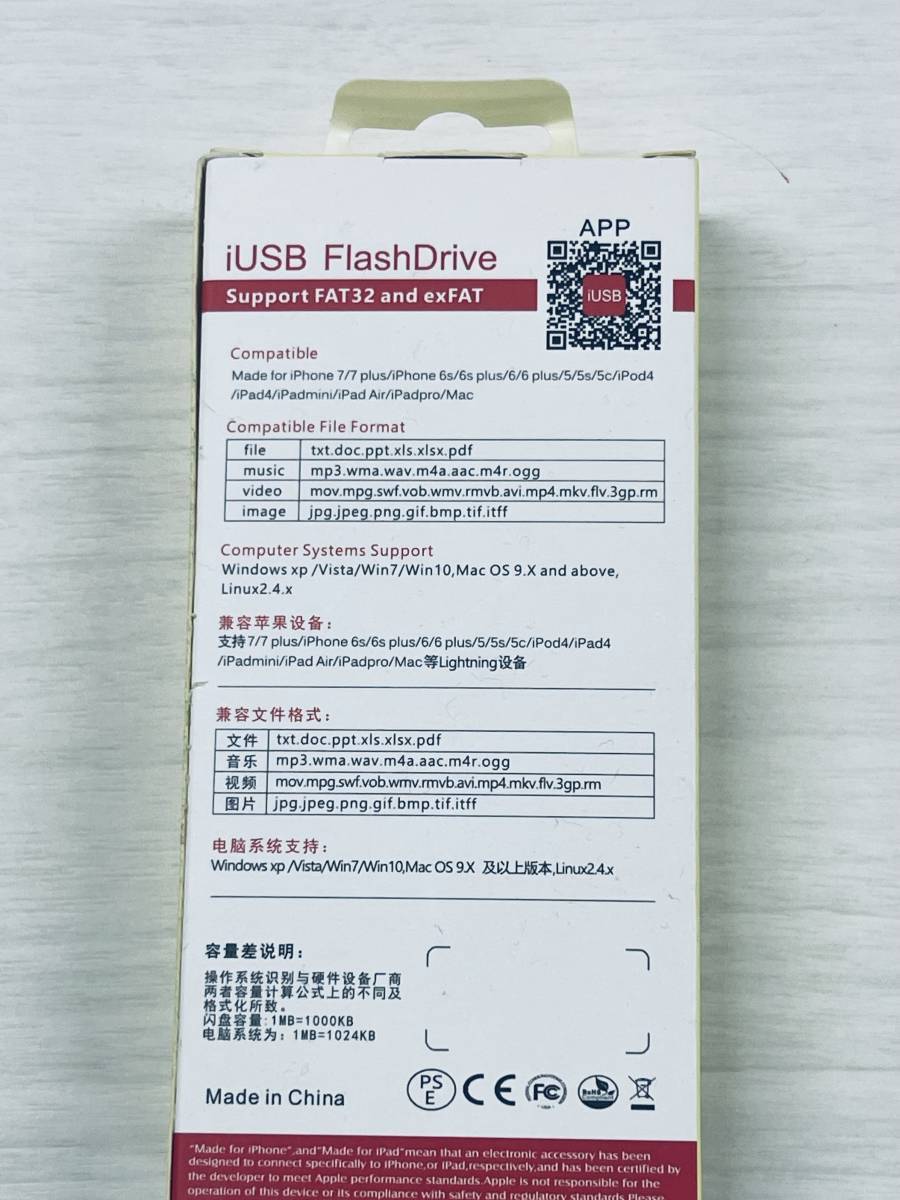 APP
iUSB FlashDrive
iUSB
Support FAT32 and exFAT
Compatible
Made for iPhone 7/7 plus/iPhone 6s/6s plus/6/6 plus/5/5s/5c/iPod4
/iPad4/iPadmini/iPad Air/iPadpro/Mac
Compatible File Format
file txt.doc.ppt.xls.xlsx.pdf
music mp3.wma.wav.m4a.aac.m4r.ogg
video mov.mpg.swf.vob.wmv.rmvb.avi.mp4.mkv.flv.3gp.rm
image jpg.jpeg.png.gif.bmp.tif.itff
Computer Systems Support
Windows xp /Vista/Win7/Win10,Mac OS 9.X and above,
Linux2.4.x
兼容苹果设备：
支持7/7 plus/iPhone 6s/6s plus/6/6 plus/5/5s/5c/iPod4/iPad4
/iPadmini/iPad Air/iPadpro/Mac等Lightning设备
兼容文件格式：
文件 txt.doc.ppt.xls.xlsx.pdf
音乐 mp3.wma.wav.m4a.aac.m4r.ogg
视频 mov.mpg.swf.vob.wmv.rmvb.avi.mp4.mkv.flv.3gp.rm
图片 jpg.jpeg.png.gif.bmp.tif.itff
电脑系统支持：
Windows xp /Vista/Win7/Win10,Mac OS 9.X 及以上版本,Linux2.4.x
容量差说明：
操作系统识别与硬件设备厂商
两者容量计算公式上的不同及
格式化所致。
闪盘容量：1MB=1000KB
电脑系统为：1MB=1024KB
Made in China
PS
E
CE
FC
RoHS
"Made for iPhone",and"Made for iPad"mean that an electronic accessory has been
designed to connect specifically to iPhone,or iPad,respectively,and has been certified by
the developer to meet Apple performance standards.Apple is not responsible for the
operation of this device or its compliance with safety and regulatory standards.Please